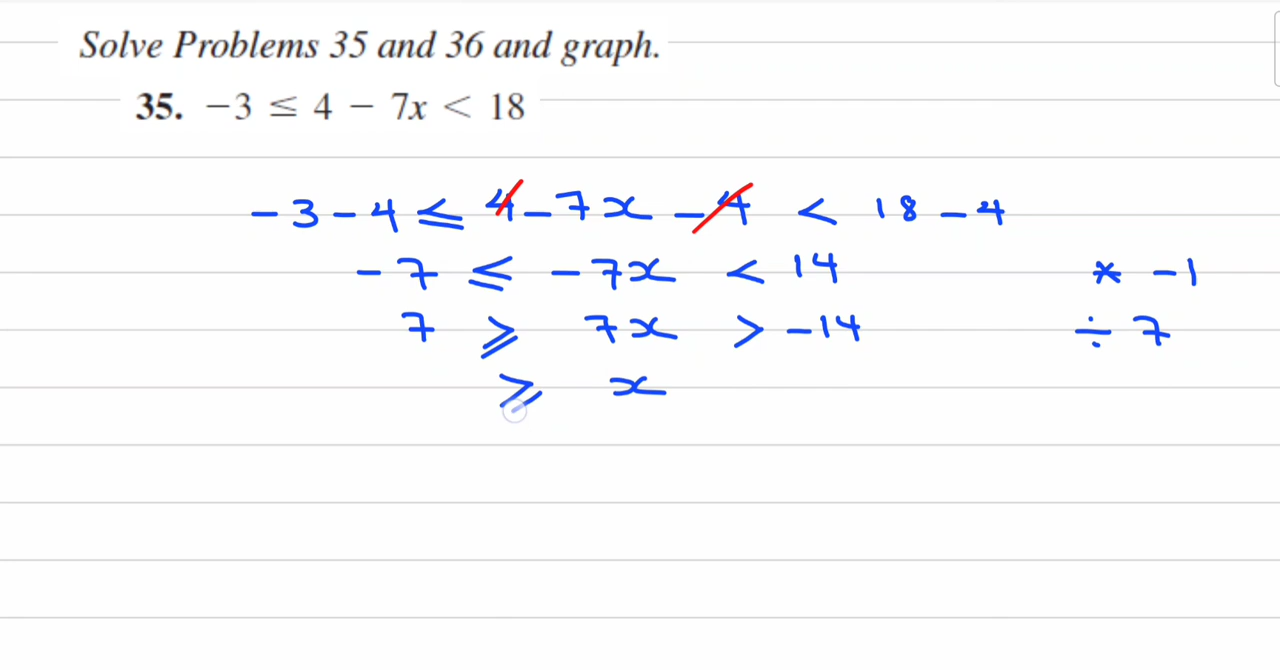 Solve Problems 35 and 36 and graph.
35. −3 ≤ 4 − 7x < 18
-3-4 ≤ 4-7x -4 < 18-4
-7 ≤ -7x < 14 * -1
7 ≥ 7x > -14 ÷ 7
≥ x